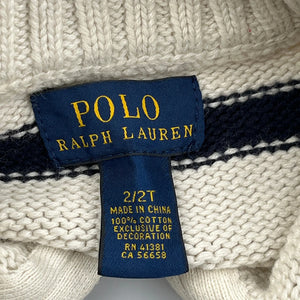 POLO
RALPH LAUREN
2/2T
MADE IN CHINA
100% COTTON
EXCLUSIVE OF
DECORATION
RN 41381
CA 56658